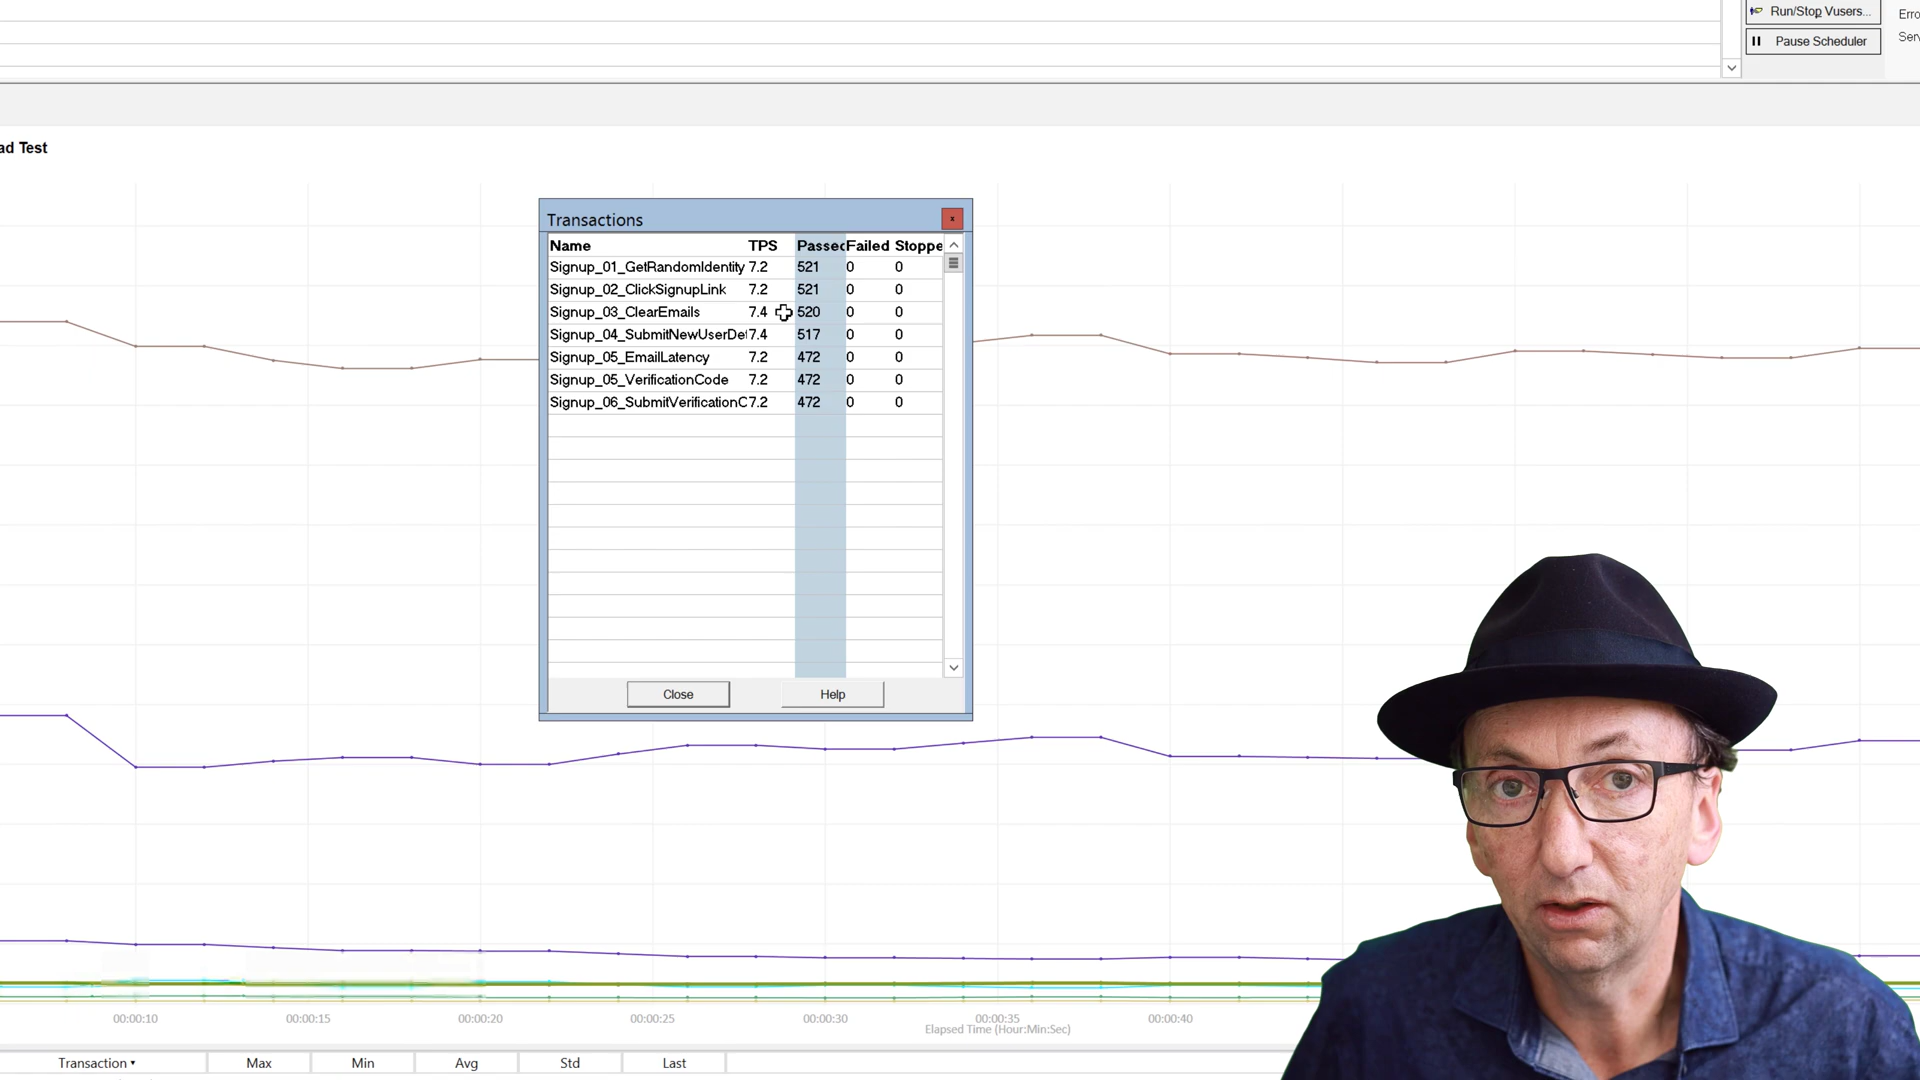 Run/Stop Vusers...
Erro
Pause Scheduler
Serv
ad Test
Transactions
x
Name TPS Passed Failed Stoppe
Signup_01_GetRandomIdentity 7.2 521 0 0
Signup_02_ClickSignupLink 7.2 521 0 0
Signup_03_ClearEmails 7.4 520 0 0
Signup_04_SubmitNewUserDet 7.4 517 0 0
Signup_05_EmailLatency 7.2 472 0 0
Signup_05_VerificationCode 7.2 472 0 0
Signup_06_SubmitVerificationC 7.2 472 0 0
Close Help
00:00:10 00:00:15 00:00:20 00:00:25 00:00:30 00:00:35 00:00:40
Elapsed Time (Hour:Min:Sec)
Transaction Max Min Avg Std Last